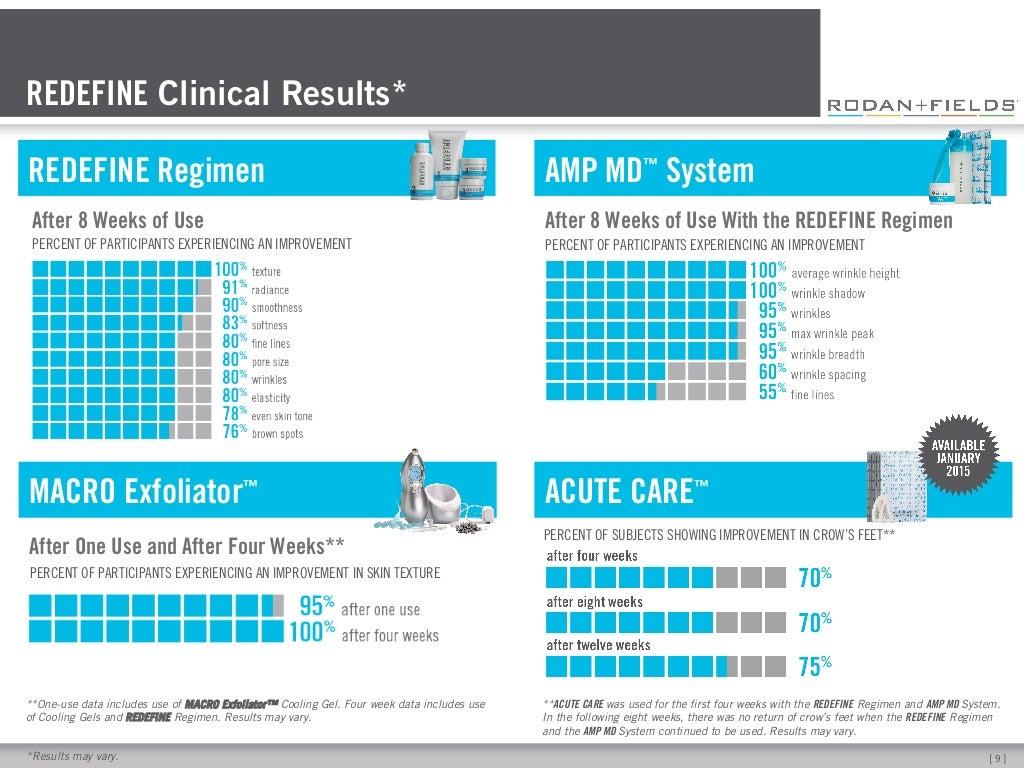 REDEFINE Clinical Results*
RODAN+FIELDS
REDEFINE Regimen
After 8 Weeks of Use
PERCENT OF PARTICIPANTS EXPERIENCING AN IMPROVEMENT
100% texture
91% radiance
90% smoothness
83% softness
80% fine lines
80% pore size
80% wrinkles
80% elasticity
78% even skin tone
76% brown spots
AMP MD™ System
After 8 Weeks of Use With the REDEFINE Regimen
PERCENT OF PARTICIPANTS EXPERIENCING AN IMPROVEMENT
100% average wrinkle height
100% wrinkle shadow
95% wrinkles
95% max wrinkle peak
95% wrinkle breadth
60% wrinkle spacing
55% fine lines
MACRO Exfoliator™
After One Use and After Four Weeks**
PERCENT OF PARTICIPANTS EXPERIENCING AN IMPROVEMENT IN SKIN TEXTURE
95% after one use
100% after four weeks
**One-use data includes use of MACRO Exfoliator™ Cooling Gel. Four week data includes use
of Cooling Gels and REDEFINE Regimen. Results may vary.
AVAILABLE
JANUARY
2015
ACUTE CARE™
PERCENT OF SUBJECTS SHOWING IMPROVEMENT IN CROW'S FEET**
after four weeks
70%
after eight weeks
70%
after twelve weeks
75%
**ACUTE CARE was used for the first four weeks with the REDEFINE Regimen and AMP MD System.
In the following eight weeks, there was no return of crow's feet when the REDEFINE Regimen
and the AMP MD System continued to be used. Results may vary.
*Results may vary.
[ 9 ]